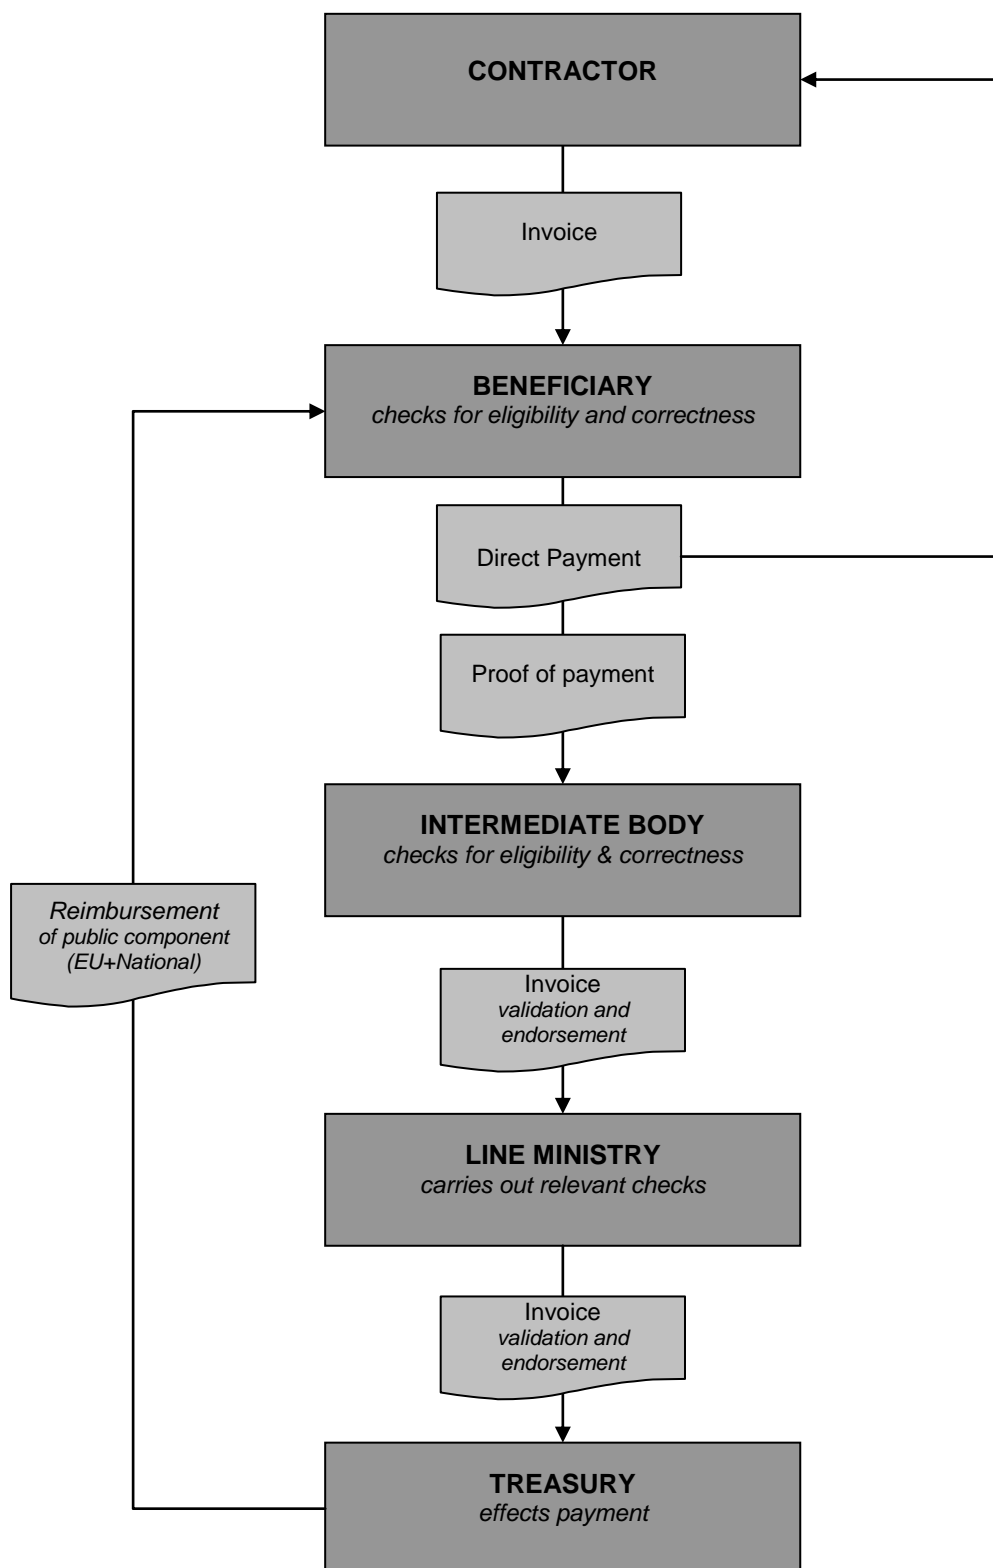 CONTRACTOR
Invoice
BENEFICIARY
checks for eligibility and correctness
Direct Payment
Proof of payment
INTERMEDIATE BODY
checks for eligibility & correctness
Reimbursement
of public component
(EU+National)
Invoice
validation and
endorsement
LINE MINISTRY
carries out relevant checks
Invoice
validation and
endorsement
TREASURY
effects payment